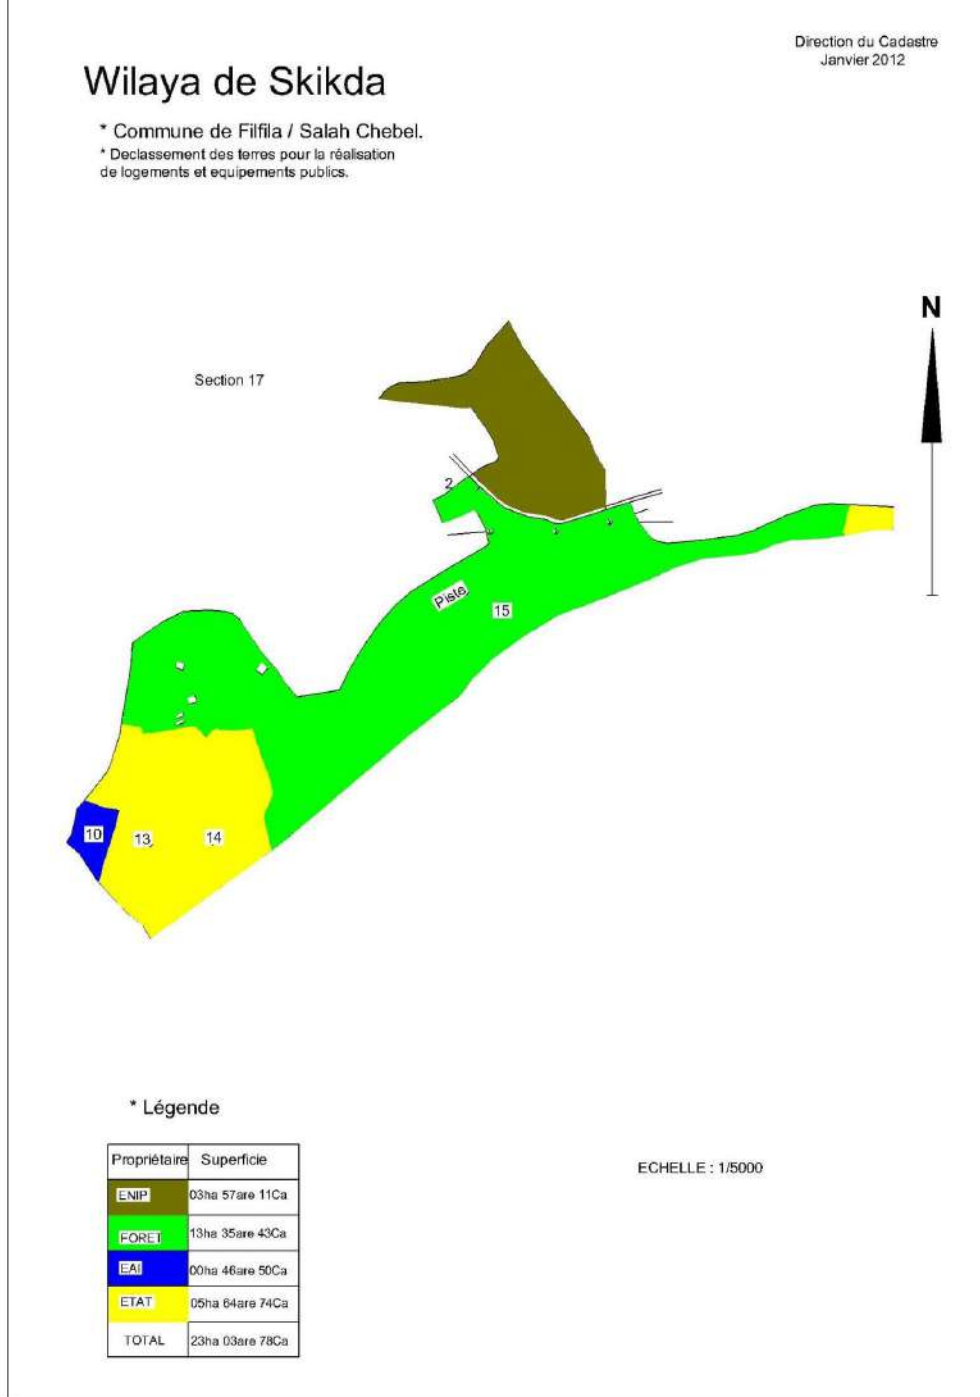 Direction du Cadastre
Janvier 2012
Wilaya de Skikda
* Commune de Filfila / Salah Chebel.
* Declassement des terres pour la réalisation
de logements et equipements publics.
N
Section 17
2
Piste
15
10
13
14
* Légende
Propriétaire Superficie
ENIP 03ha 57are 11Ca
FORET 13ha 35are 43Ca
EAI 00ha 46are 50Ca
ETAT 05ha 64are 74Ca
TOTAL 23ha 03are 78Ca
ECHELLE : 1/5000